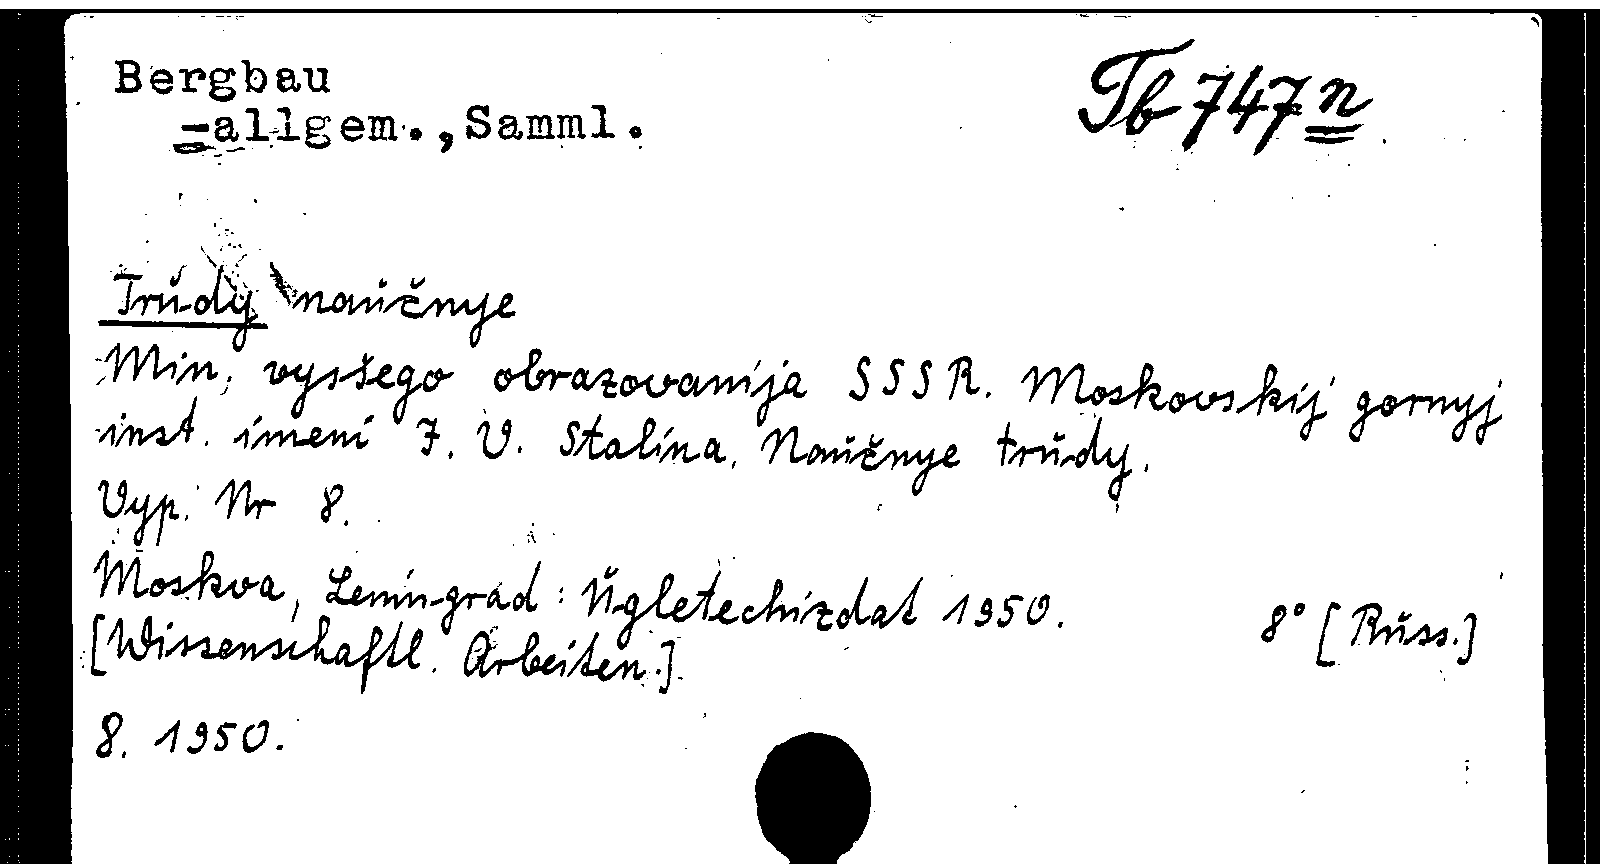 Bergbau
-allgem., Samml.
Tb 747 n
Trudy naučnye
Min. vysšego obrazovanija SSSR. Moskovskij gornyj
inst. imeni I. V. Stalina. Naučnye trudy.
Vyp. Nr 8.
Moskva, Leningrad: Ugletechizdat 1950. 8° [Russ.]
[Wissenschaftl. Arbeiten.]
8. 1950.